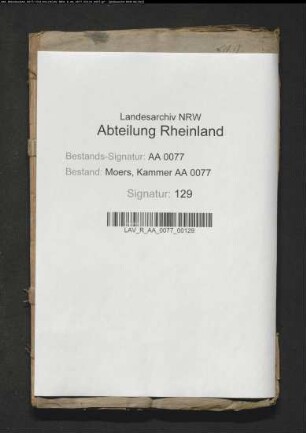 Landesarchiv NRW
Abteilung Rheinland
Bestands-Signatur: AA 0077
Bestand: Moers, Kammer AA 0077
Signatur: 129
LAV_R_AA_0077_00129